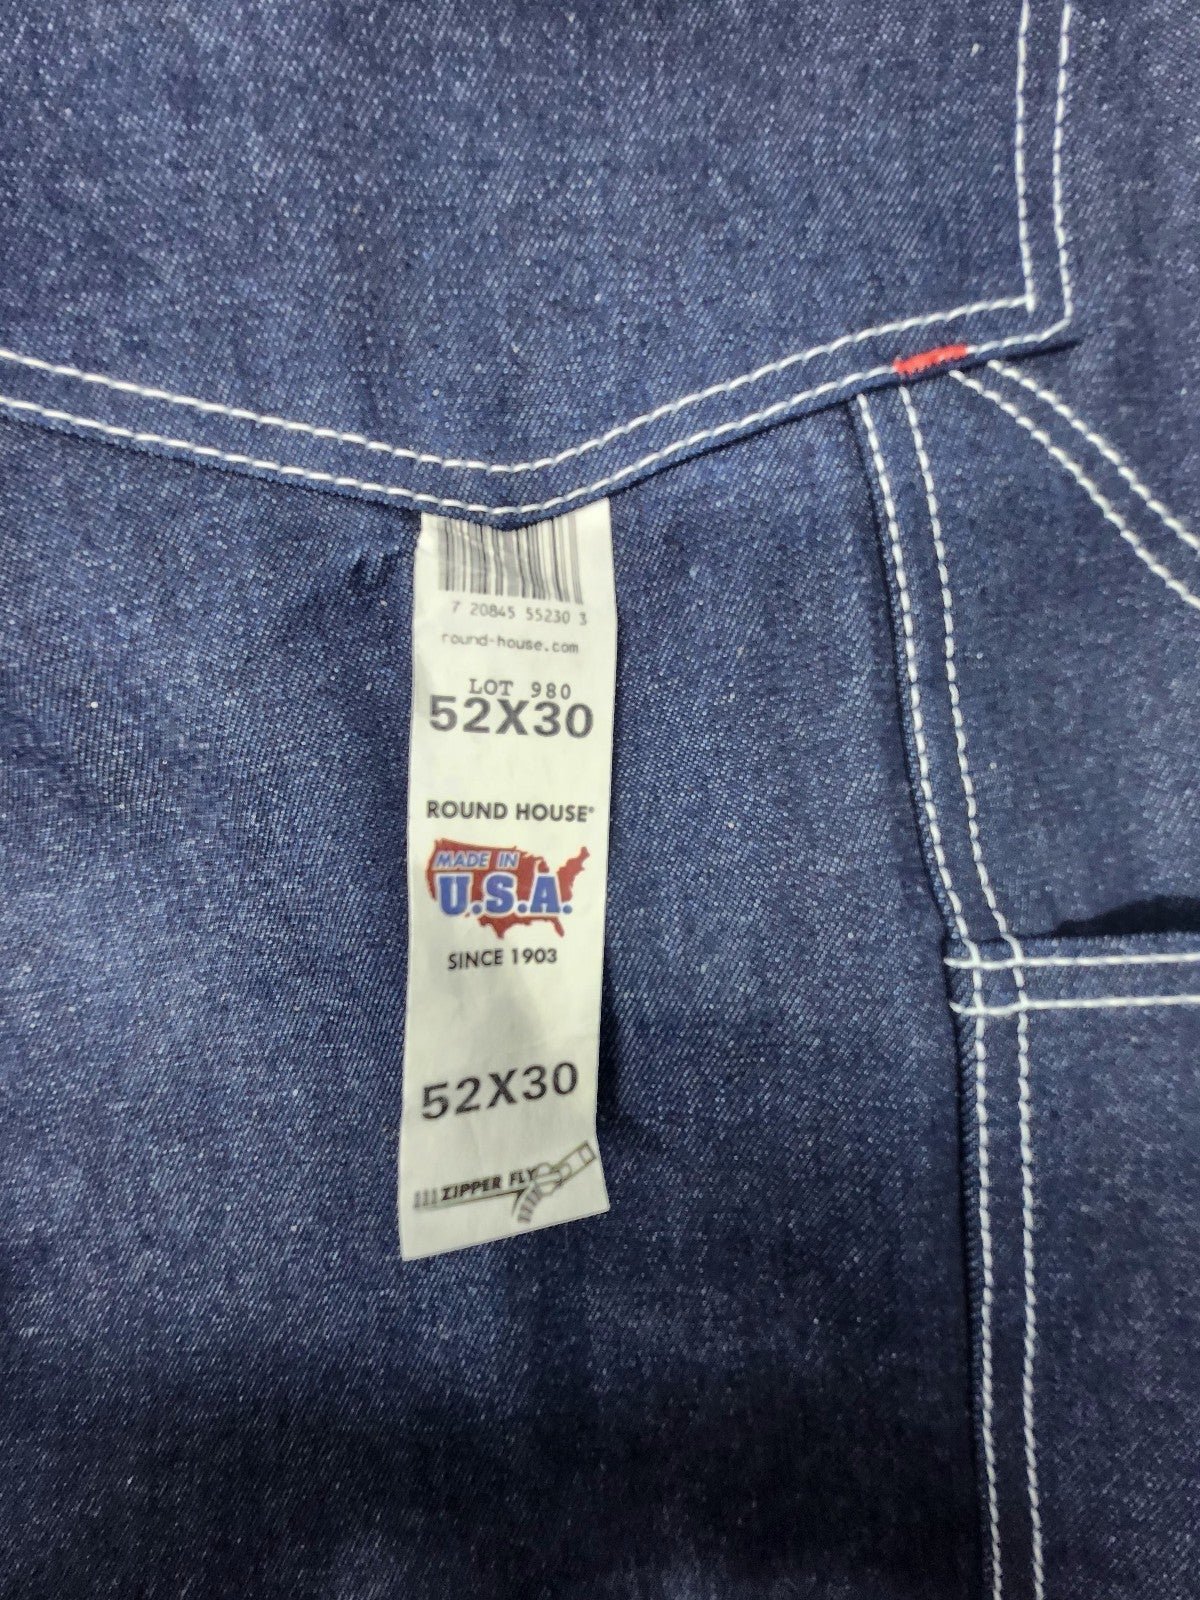 7 20845 55230 3
round-house.com
LOT 980
52X30
ROUND HOUSE®
MADE IN
U.S.A.
SINCE 1903
52X30
ZIPPER FLY